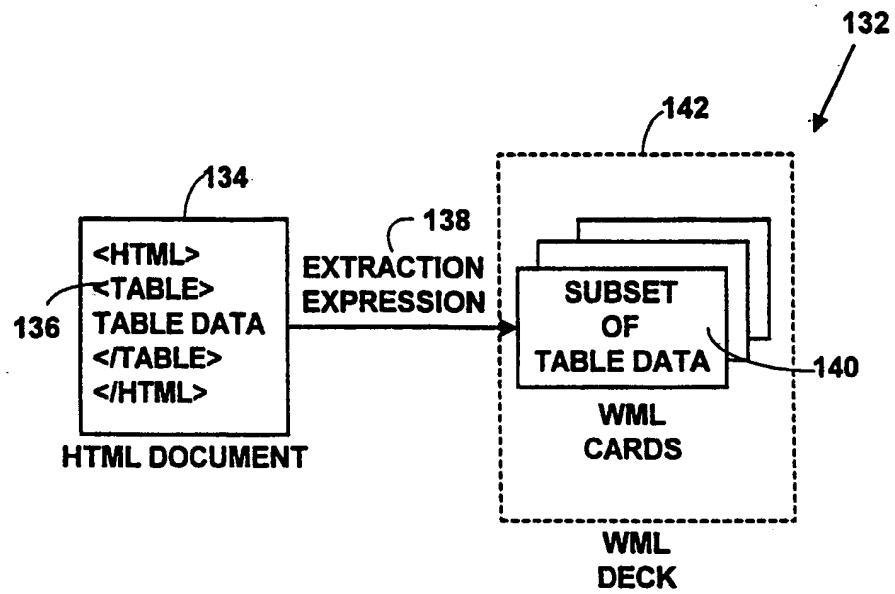 132
142
134
138
<HTML>
<TABLE>
136
TABLE DATA
</TABLE>
</HTML>
HTML DOCUMENT
EXTRACTION
EXPRESSION
SUBSET
OF
TABLE DATA
140
WML
CARDS
WML
DECK